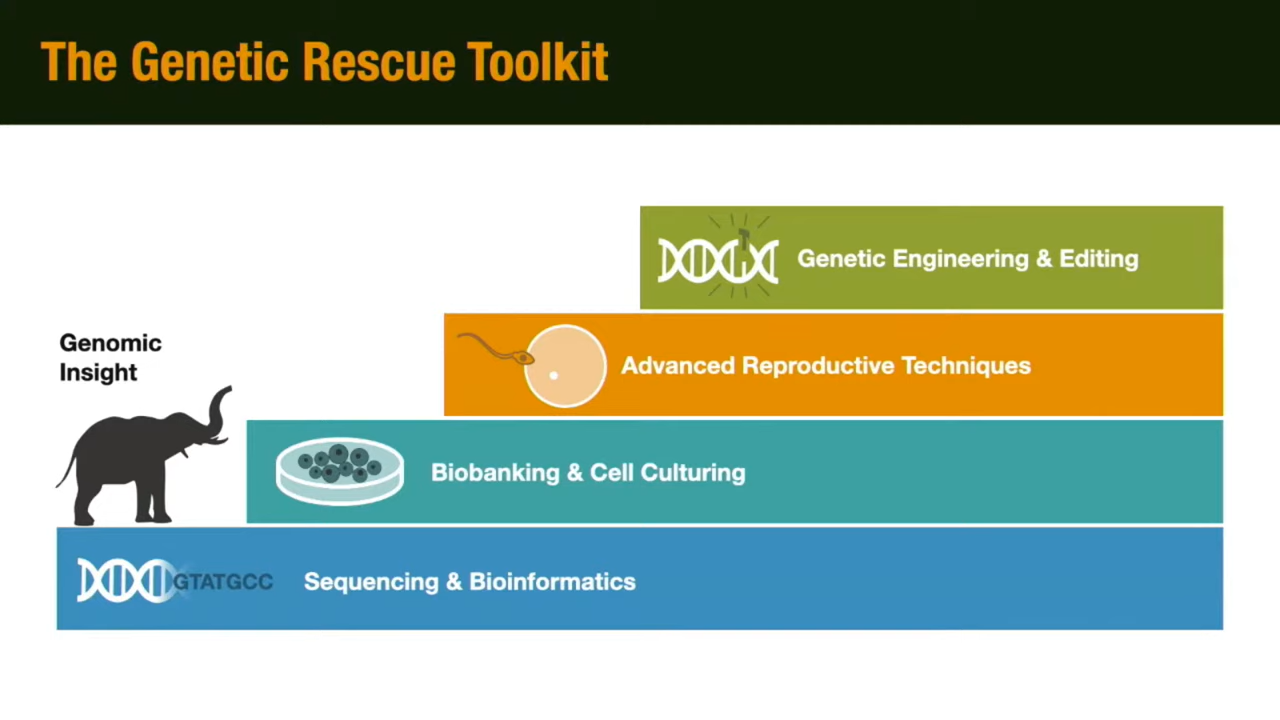 The Genetic Rescue Toolkit
Genetic Engineering & Editing
Genomic
Insight
Advanced Reproductive Techniques
Biobanking & Cell Culturing
GTATGCC
Sequencing & Bioinformatics